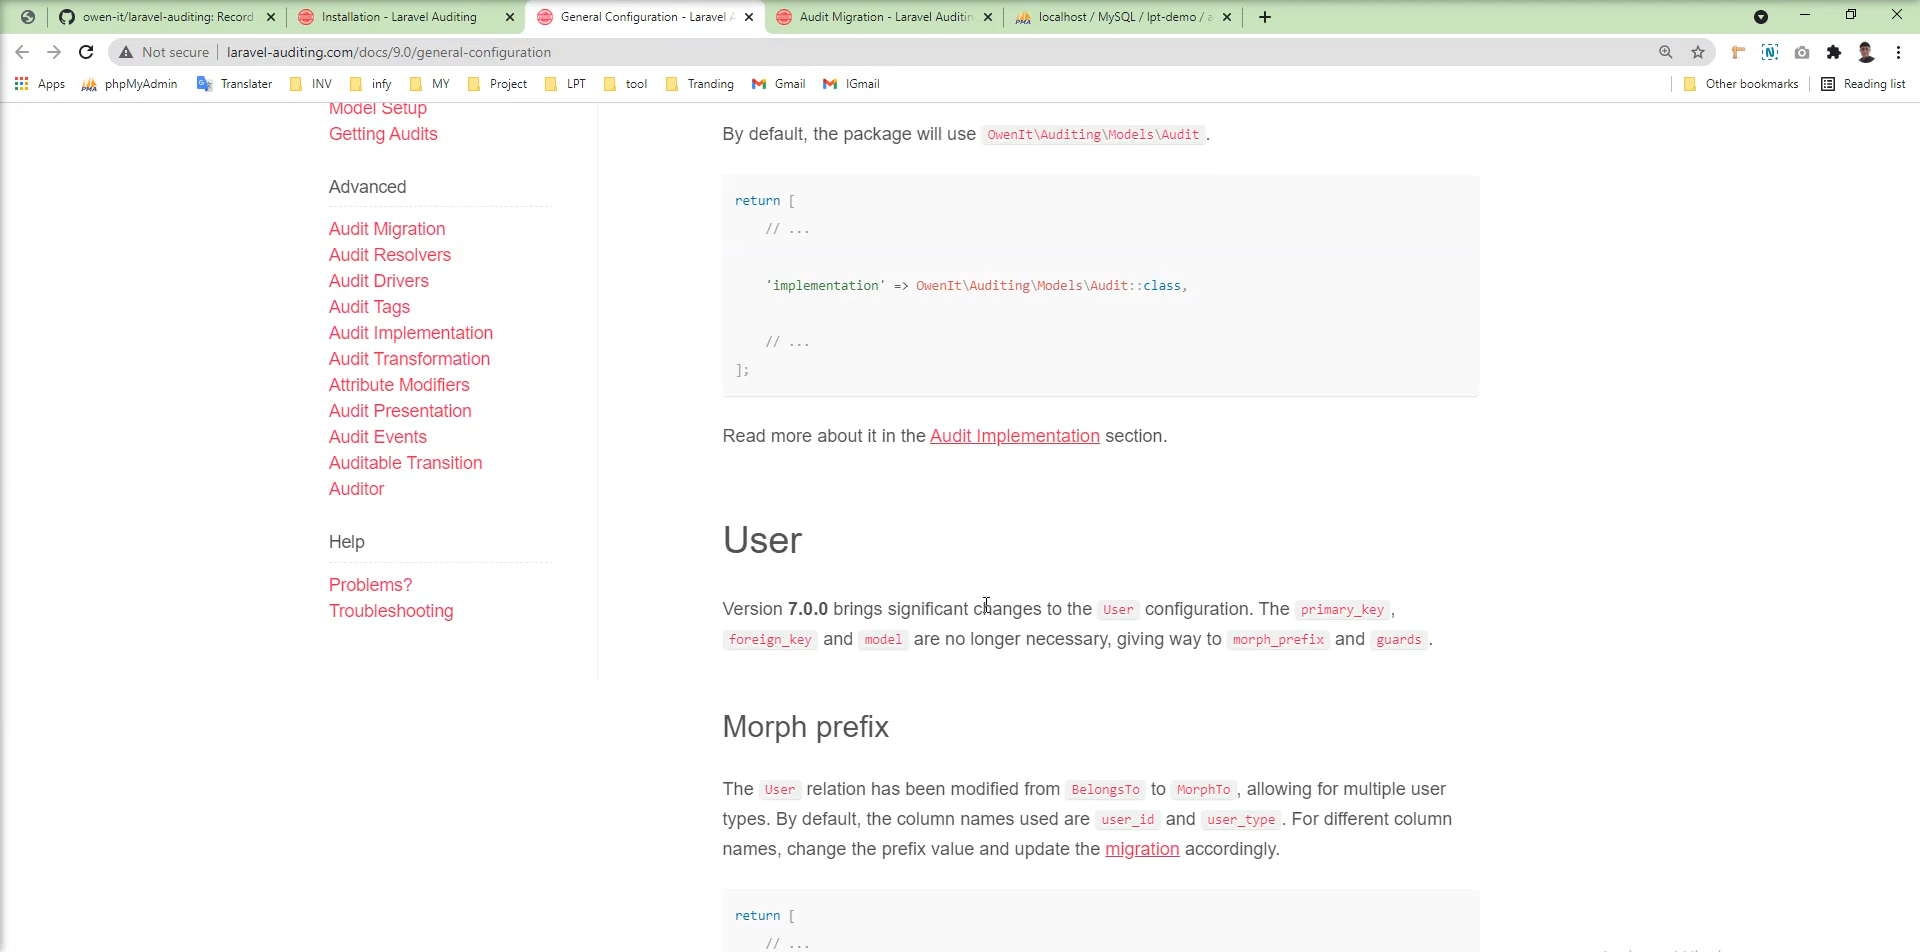 owen-it/laravel-auditing: Record
Installation - Laravel Auditing
General Configuration - Laravel A
Audit Migration - Laravel Auditin
localhost / MySQL / lpt-demo / a
Not secure
laravel-auditing.com/docs/9.0/general-configuration
Apps
phpMyAdmin
Translater
INV
infy
MY
Project
LPT
tool
Tranding
Gmail
IGmail
Other bookmarks
Reading list
Model Setup
Getting Audits
Advanced
Audit Migration
Audit Resolvers
Audit Drivers
Audit Tags
Audit Implementation
Audit Transformation
Attribute Modifiers
Audit Presentation
Audit Events
Auditable Transition
Auditor
Help
Problems?
Troubleshooting
By default, the package will use OwenIt\Auditing\Models\Audit.
return [
// ...
'implementation' => OwenIt\Auditing\Models\Audit::class,
// ...
];
Read more about it in the Audit Implementation section.
User
Version 7.0.0 brings significant changes to the User configuration. The primary_key,
foreign_key and model are no longer necessary, giving way to morph_prefix and guards.
Morph prefix
The User relation has been modified from BelongsTo to MorphTo, allowing for multiple user
types. By default, the column names used are user_id and user_type. For different column
names, change the prefix value and update the migration accordingly.
return [
// ...